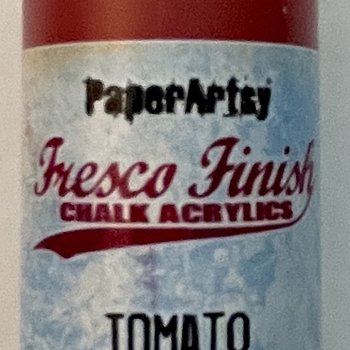 PaperArtsy
Fresco Finish
CHALK ACRYLICS
TOMATO